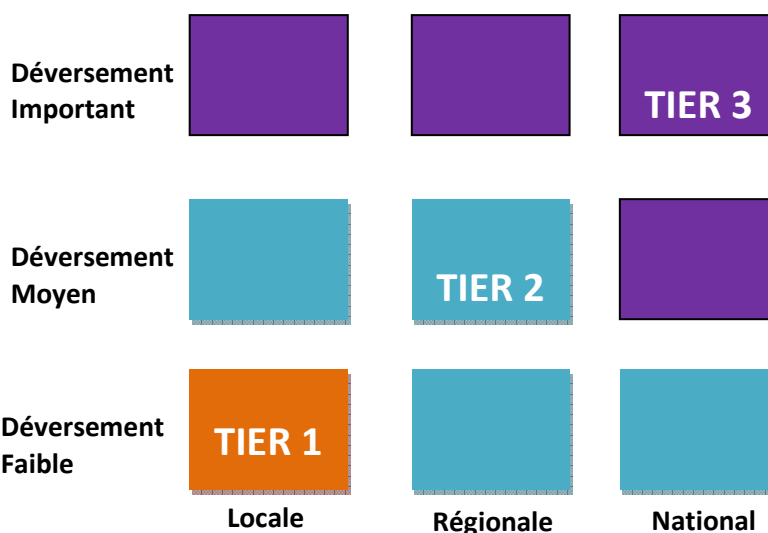 Déversement
Important
TIER 3
Déversement
Moyen
TIER 2
Déversement
Faible
TIER 1
Locale
Régionale
National